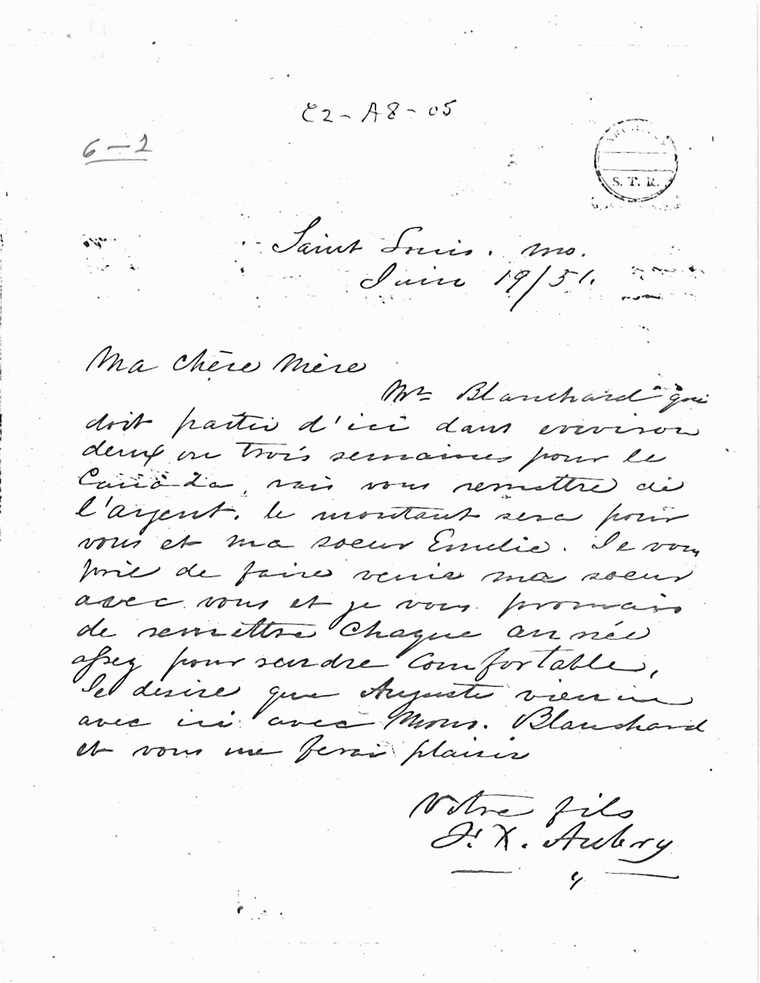 C2-A8-05
6-1
S. T. R.
Saint Louis. Mo.
Juin 19/51.
Ma chère Mère
Mr Blanchard qui
doit partir d'ici dans environ
deux ou trois semaines pour le
Canada, vais vous remettre de
l'argent. le montant sera pour
vous et ma soeur Emelie. Je vous
prie de faire venir ma soeur
avec vous et je vous promais
de remettre chaque année
assez pour rendre Comfortable,
Je désire que Auguste vienne
avec ici avec Mons. Blanchard
et vous me ferai plaisir
Votre fils
F. X. Aubry